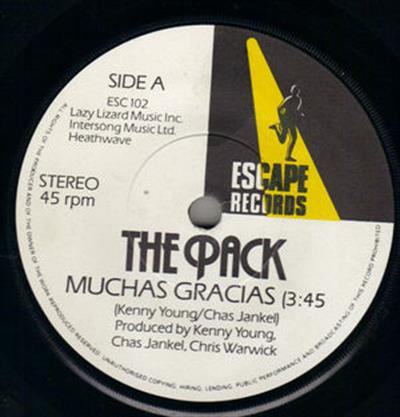 SIDE A
ESC 102
Lazy Lizard Music Inc.
Intersong Music Ltd.
Heathwave
STEREO
45 rpm
ESCAPE
RECORDS
THE PACK
MUCHAS GRACIAS (3:45
(Kenny Young/Chas Jankel)
Produced by Kenny Young,
Chas Jankel, Chris Warwick
ALL RIGHTS OF THE PRODUCER AND OF THE OWNER OF THE WORK REPRODUCED RESERVED. UNAUTHORISED COPYING, HIRING, LENDING, PUBLIC PERFORMANCE AND BROADCASTING OF THIS RECORD PROHIBITED